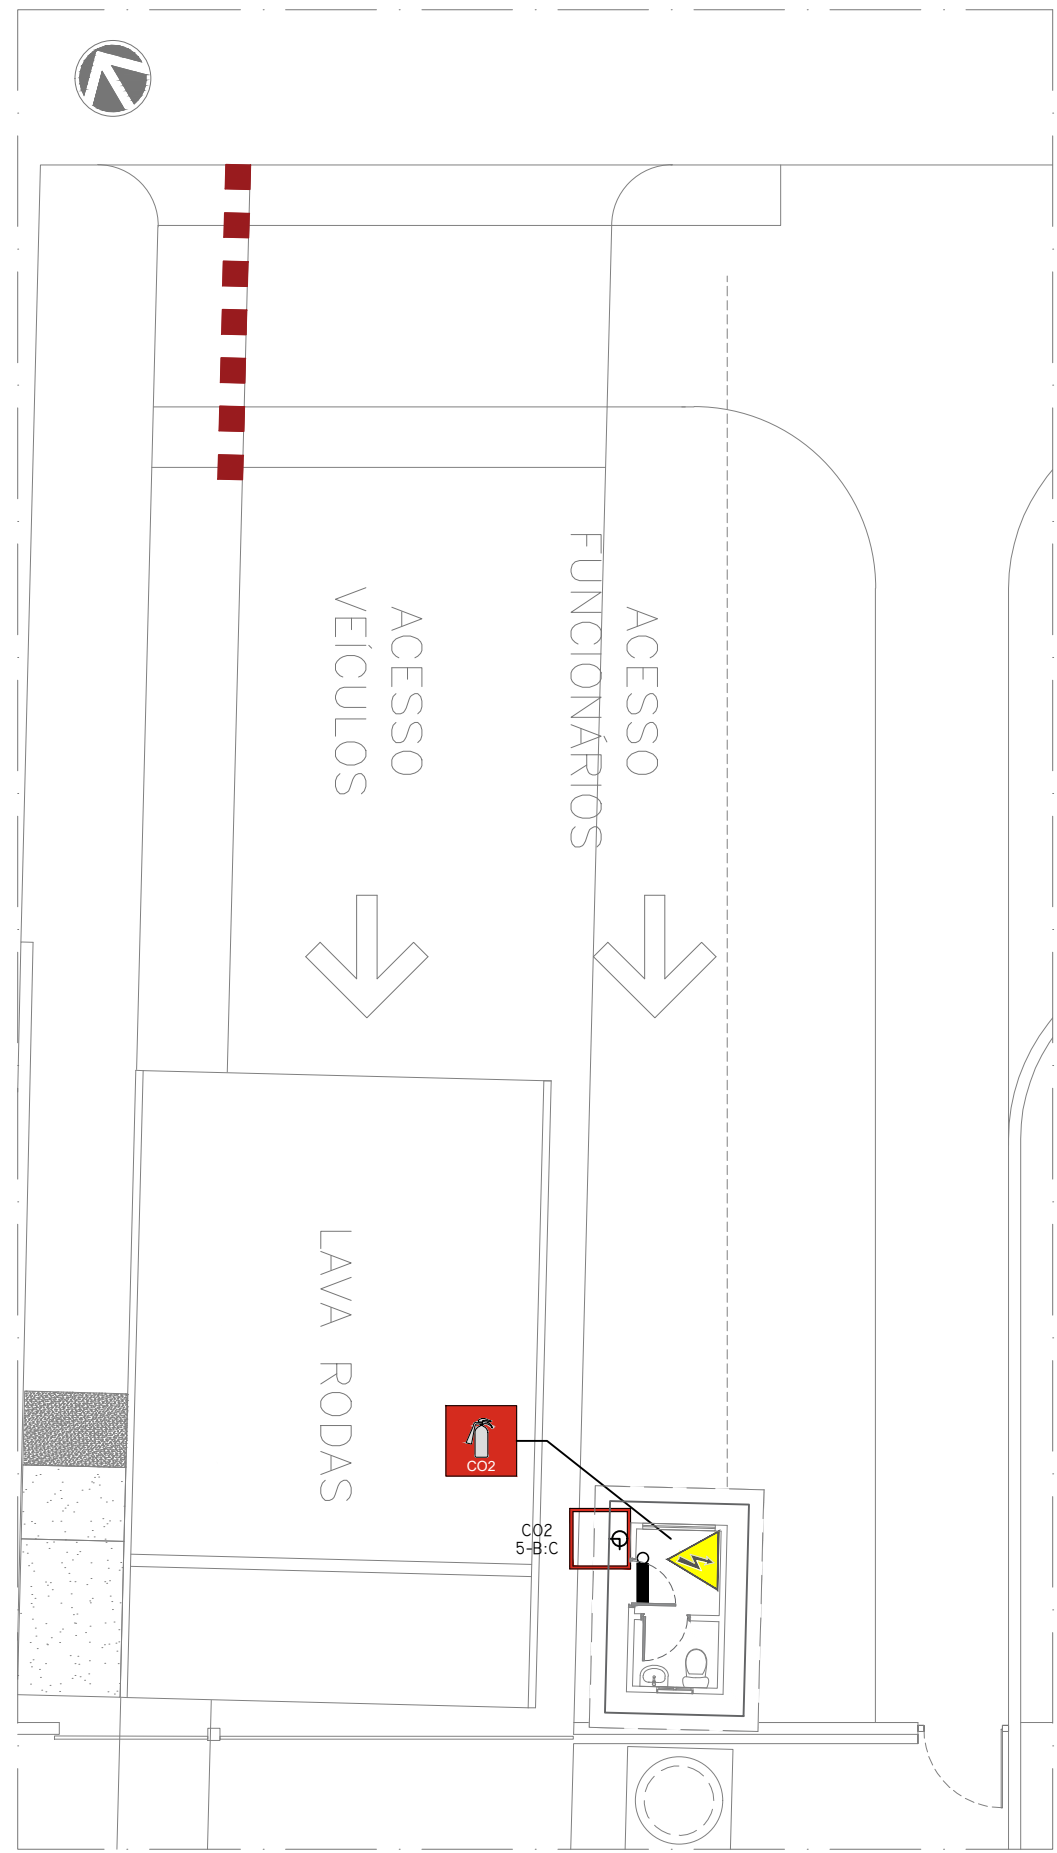 ACESSO
VEÍCULOS
ACESSO
FUNCIONÁRIOS
LAVA RODAS
CO2
CO2
5-B:C